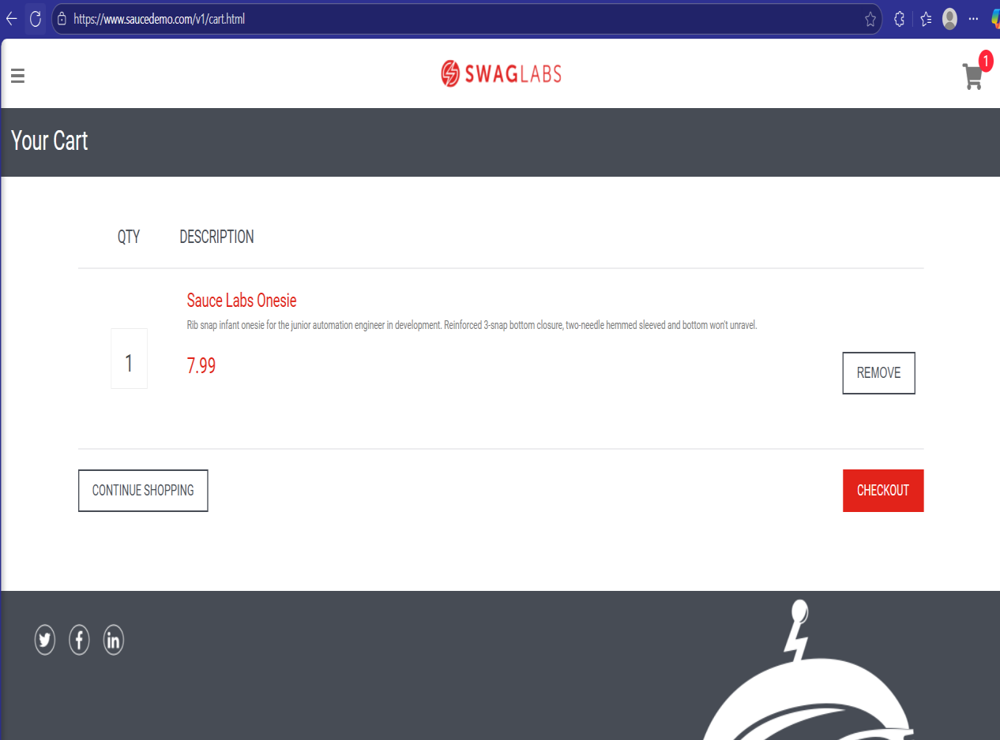 https://www.saucedemo.com/v1/cart.html
SWAGLABS
1
Your Cart
QTY DESCRIPTION
Sauce Labs Onesie
Rib snap infant onesie for the junior automation engineer in development. Reinforced 3-snap bottom closure, two-needle hemmed sleeved and bottom won't unravel.
1 7.99
REMOVE
CONTINUE SHOPPING CHECKOUT